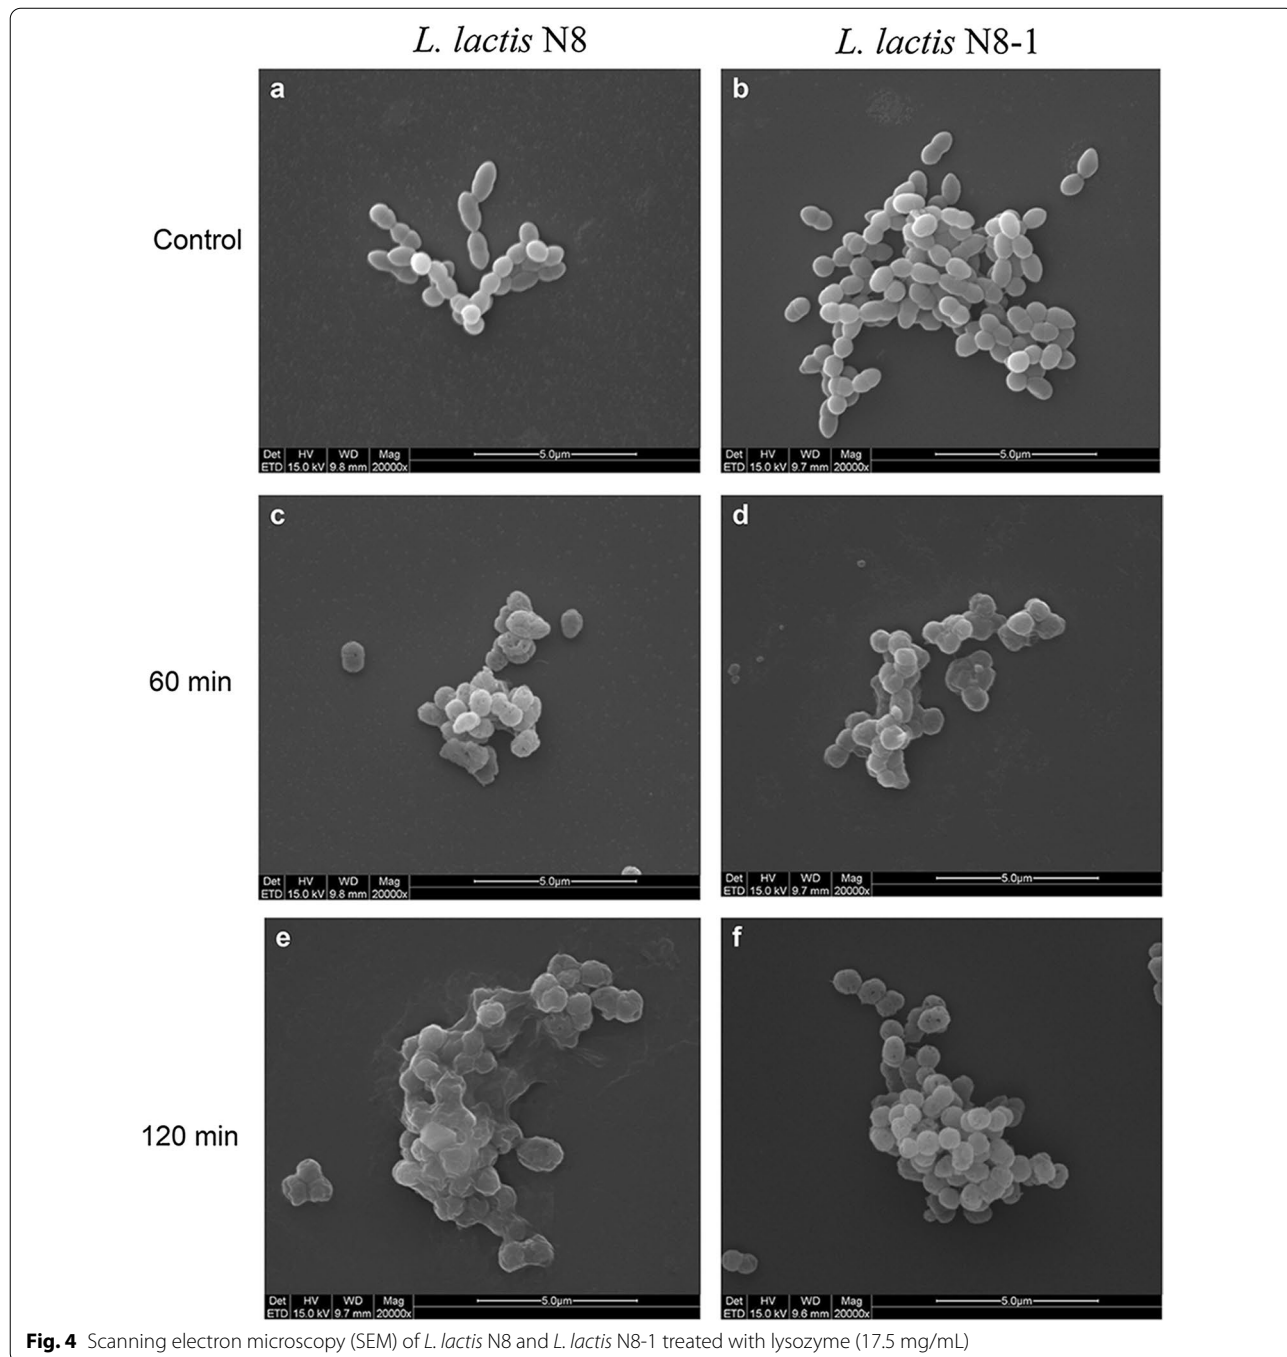 L. lactis N8
L. lactis N8-1
a
b
Control
Det HV WD Mag 5.0μm
ETD 15.0 kV 9.8 mm 20000x
Det HV WD Mag 5.0μm
ETD 15.0 kV 9.7 mm 20000x
c
d
60 min
Det HV WD Mag 5.0μm
ETD 15.0 kV 9.8 mm 20000x
Det HV WD Mag 5.0μm
ETD 15.0 kV 9.7 mm 20000x
e
f
120 min
Det HV WD Mag 5.0μm
ETD 15.0 kV 9.7 mm 20000x
Det HV WD Mag 5.0μm
ETD 15.0 kV 9.6 mm 20000x
Fig. 4 Scanning electron microscopy (SEM) of L. lactis N8 and L. lactis N8-1 treated with lysozyme (17.5 mg/mL)